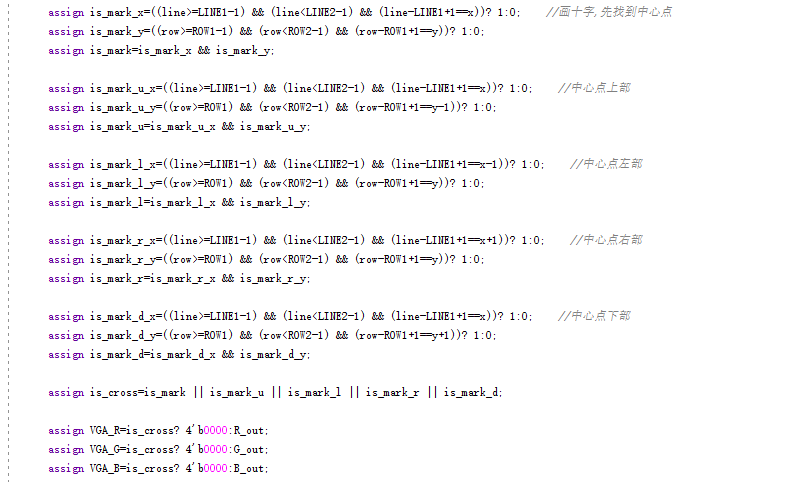 assign is_mark_x=((line>=LINE1-1) && (line<LINE2-1) && (line-LINE1+1==x))? 1:0;    //画十字,先找到中心点
assign is_mark_y=((row>=ROW1-1) && (row<ROW2-1) && (row-ROW1+1==y))? 1:0;
assign is_mark=is_mark_x && is_mark_y;
assign is_mark_u_x=((line>=LINE1-1) && (line<LINE2-1) && (line-LINE1+1==x))? 1:0;    //中心点上部
assign is_mark_u_y=((row>=ROW1) && (row<ROW2-1) && (row-ROW1+1==y-1))? 1:0;
assign is_mark_u=is_mark_u_x && is_mark_u_y;
assign is_mark_l_x=((line>=LINE1-1) && (line<LINE2-1) && (line-LINE1+1==x-1))? 1:0;    //中心点左部
assign is_mark_l_y=((row>=ROW1) && (row<ROW2-1) && (row-ROW1+1==y))? 1:0;
assign is_mark_l=is_mark_l_x && is_mark_l_y;
assign is_mark_r_x=((line>=LINE1-1) && (line<LINE2-1) && (line-LINE1+1==x+1))? 1:0;    //中心点右部
assign is_mark_r_y=((row>=ROW1) && (row<ROW2-1) && (row-ROW1+1==y))? 1:0;
assign is_mark_r=is_mark_r_x && is_mark_r_y;
assign is_mark_d_x=((line>=LINE1-1) && (line<LINE2-1) && (line-LINE1+1==x))? 1:0;    //中心点下部
assign is_mark_d_y=((row>=ROW1) && (row<ROW2-1) && (row-ROW1+1==y+1))? 1:0;
assign is_mark_d=is_mark_d_x && is_mark_d_y;
assign is_cross=is_mark || is_mark_u || is_mark_l || is_mark_r || is_mark_d;
assign VGA_R=is_cross? 4'b0000:R_out;
assign VGA_G=is_cross? 4'b0000:G_out;
assign VGA_B=is_cross? 4'b0000:B_out;